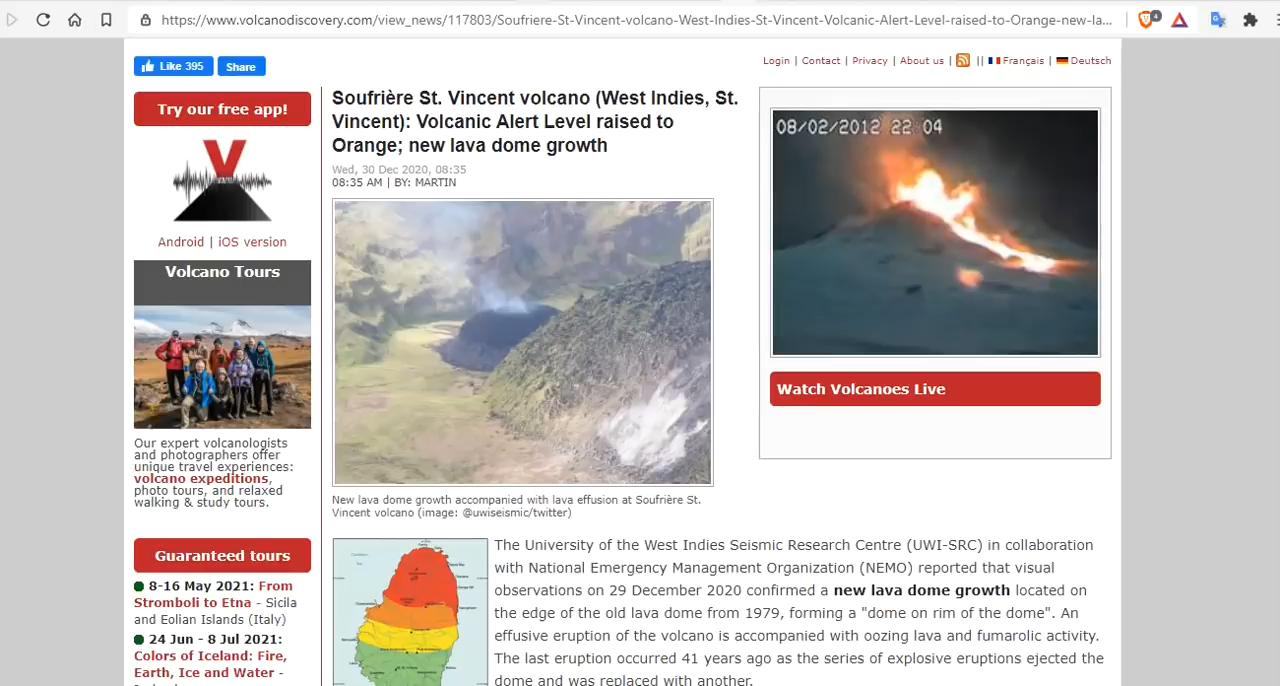 https://www.volcanodiscovery.com/view_news/117803/Soufriere-St-Vincent-volcano-West-Indies-St-Vincent-Volcanic-Alert-Level-raised-to-Orange-new-la...
4
Like 395
Share
Login | Contact | Privacy | About us | || Français | Deutsch
Try our free app!
V
Android | iOS version
Volcano Tours
Our expert volcanologists
and photographers offer
unique travel experiences:
volcano expeditions,
photo tours, and relaxed
walking & study tours.
Guaranteed tours
8-16 May 2021: From
Stromboli to Etna - Sicila
and Eolian Islands (Italy)
24 Jun - 8 Jul 2021:
Colors of Iceland: Fire,
Earth, Ice and Water -
Soufrière St. Vincent volcano (West Indies, St.
Vincent): Volcanic Alert Level raised to
Orange; new lava dome growth
Wed, 30 Dec 2020, 08:35
08:35 AM | BY: MARTIN
New lava dome growth accompanied with lava effusion at Soufrière St.
Vincent volcano (image: @uwiseismic/twitter)
The University of the West Indies Seismic Research Centre (UWI-SRC) in collaboration
with National Emergency Management Organization (NEMO) reported that visual
observations on 29 December 2020 confirmed a new lava dome growth located on
the edge of the old lava dome from 1979, forming a "dome on rim of the dome". An
effusive eruption of the volcano is accompanied with oozing lava and fumarolic activity.
The last eruption occurred 41 years ago as the series of explosive eruptions ejected the
dome and was replaced with another.
08/02/2012 22 04
Watch Volcanoes Live